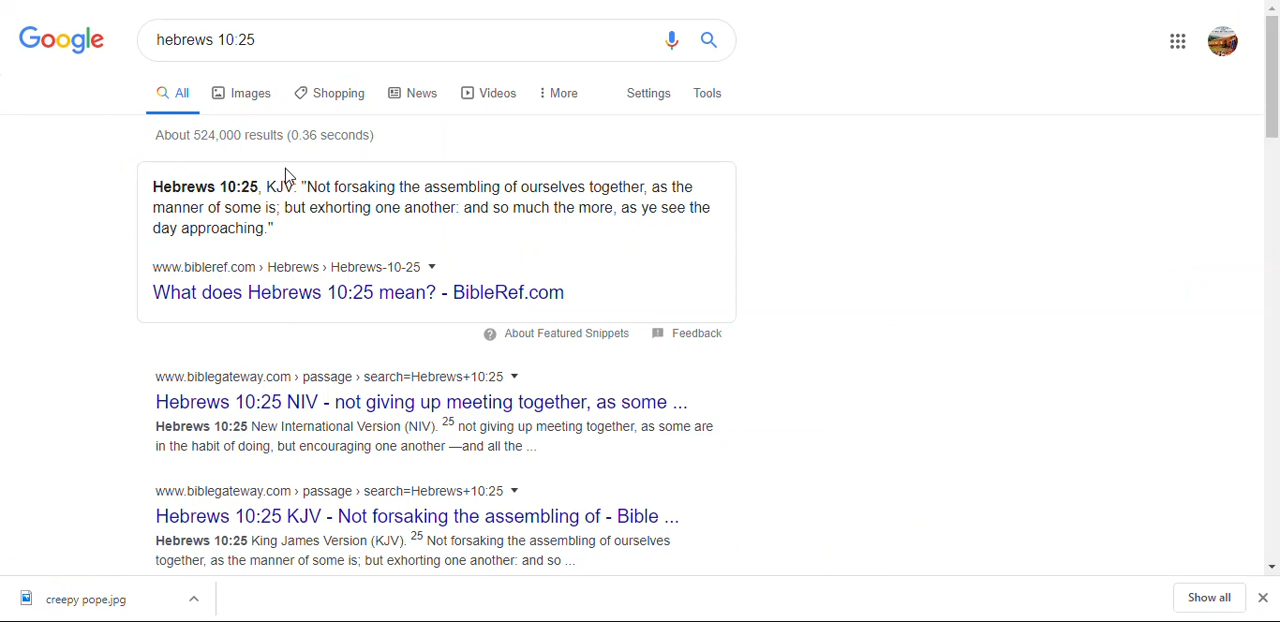 Google
hebrews 10:25
All Images Shopping News Videos More Settings Tools
About 524,000 results (0.36 seconds)
Hebrews 10:25, KJV: "Not forsaking the assembling of ourselves together, as the
manner of some is; but exhorting one another: and so much the more, as ye see the
day approaching."
www.bibleref.com › Hebrews › Hebrews-10-25
What does Hebrews 10:25 mean? - BibleRef.com
About Featured Snippets Feedback
www.biblegateway.com › passage › search=Hebrews+10:25
Hebrews 10:25 NIV - not giving up meeting together, as some ...
Hebrews 10:25 New International Version (NIV). 25 not giving up meeting together, as some are
in the habit of doing, but encouraging one another —and all the ...
www.biblegateway.com › passage › search=Hebrews+10:25
Hebrews 10:25 KJV - Not forsaking the assembling of - Bible ...
Hebrews 10:25 King James Version (KJV). 25 Not forsaking the assembling of ourselves
together, as the manner of some is; but exhorting one another: and so ...
creepy pope.jpg Show all